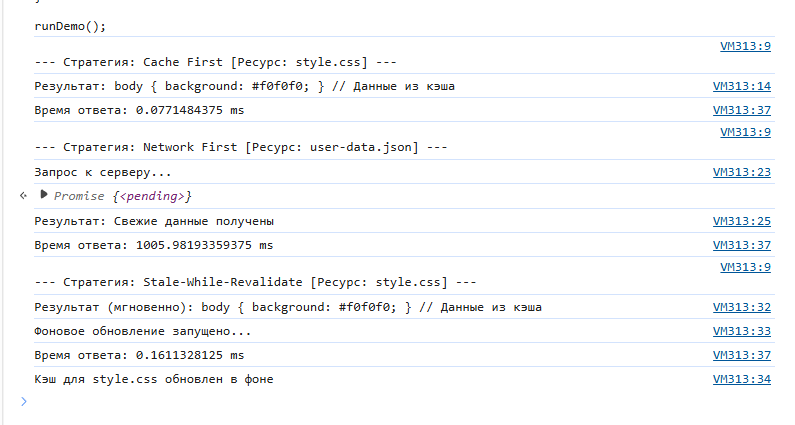 runDemo();
VM313:9
--- Стратегия: Cache First [Ресурс: style.css] ---
Результат: body { background: #f0f0f0; } // Данные из кэша VM313:14
Время ответа: 0.0771484375 ms VM313:37
VM313:9
--- Стратегия: Network First [Ресурс: user-data.json] ---
Запрос к серверу... VM313:23
Promise {<pending>}
Результат: Свежие данные получены VM313:25
Время ответа: 1005.98193359375 ms VM313:37
VM313:9
--- Стратегия: Stale-While-Revalidate [Ресурс: style.css] ---
Результат (мгновенно): body { background: #f0f0f0; } // Данные из кэша VM313:32
Фоновое обновление запущено... VM313:33
Время ответа: 0.1611328125 ms VM313:37
Кэш для style.css обновлен в фоне VM313:34